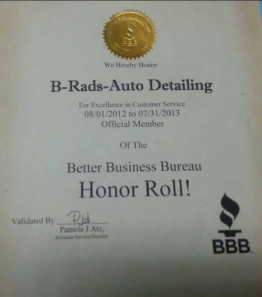 BBB
We Hereby Honor
B-Rads-Auto Detailing
For Excellence in Customer Service
08/01/2012 to 07/31/2013
Official Member
Of The
Better Business Bureau
Honor Roll!
Validated By
Pamela J Atz,
Business Service Director
BBB